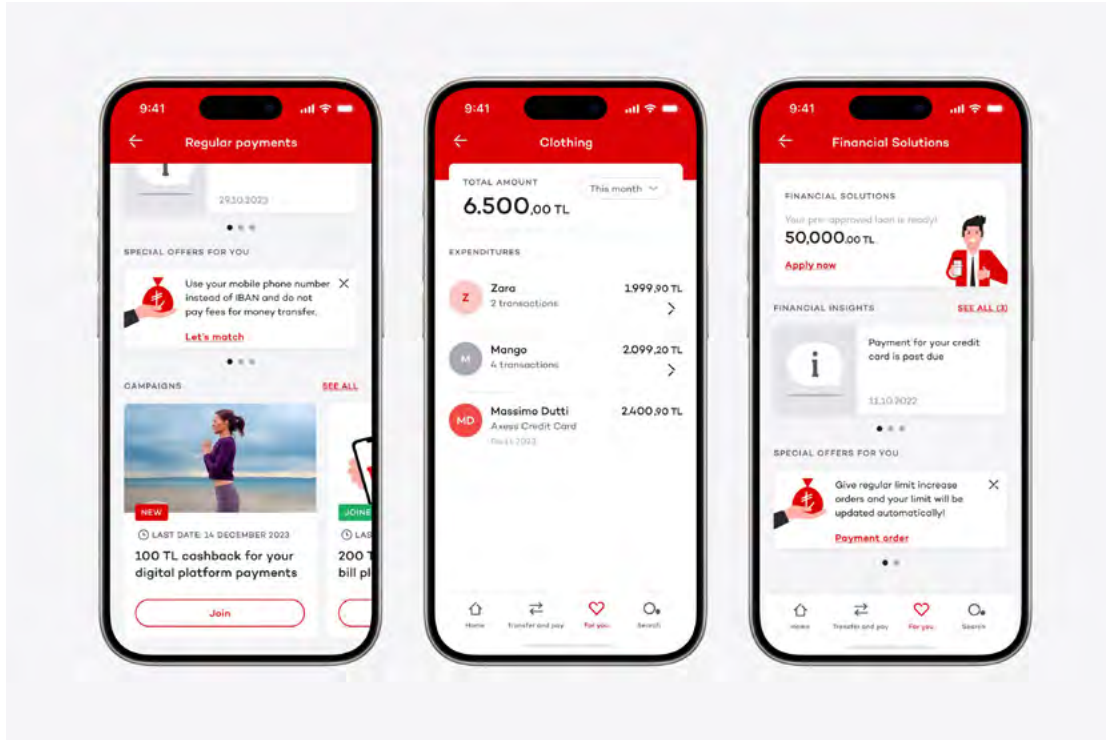 9:41
Regular payments
29.10.2023
SPECIAL OFFERS FOR YOU
Use your mobile phone number
instead of IBAN and do not
pay fees for money transfer.
Let's match
CAMPAIGNS
SEE ALL
NEW
JOINE
LAST DATE: 14 DECEMBER 2023
LAS
100 TL cashback for your
digital platform payments
200 T
bill pl
Join
9:41
Clothing
TOTAL AMOUNT
This month
6.500,00 TL
EXPENDITURES
Z
Zara
1.999,90 TL
2 transactions
M
Mango
2.099,20 TL
4 transactions
MD
Massimo Dutti
2.400,90 TL
Axess Credit Card
Home
Transfer and pay
For you
Search
9:41
Financial Solutions
FINANCIAL SOLUTIONS
Your pre-approved loan is ready!
50,000.00 TL
Apply now
FINANCIAL INSIGHTS
SEE ALL (3)
i
Payment for your credit
card is past due
11.10.2022
SPECIAL OFFERS FOR YOU
Give regular limit increase
orders and your limit will be
updated automatically!
Payment order
Home
Transfer and pay
For you
Search